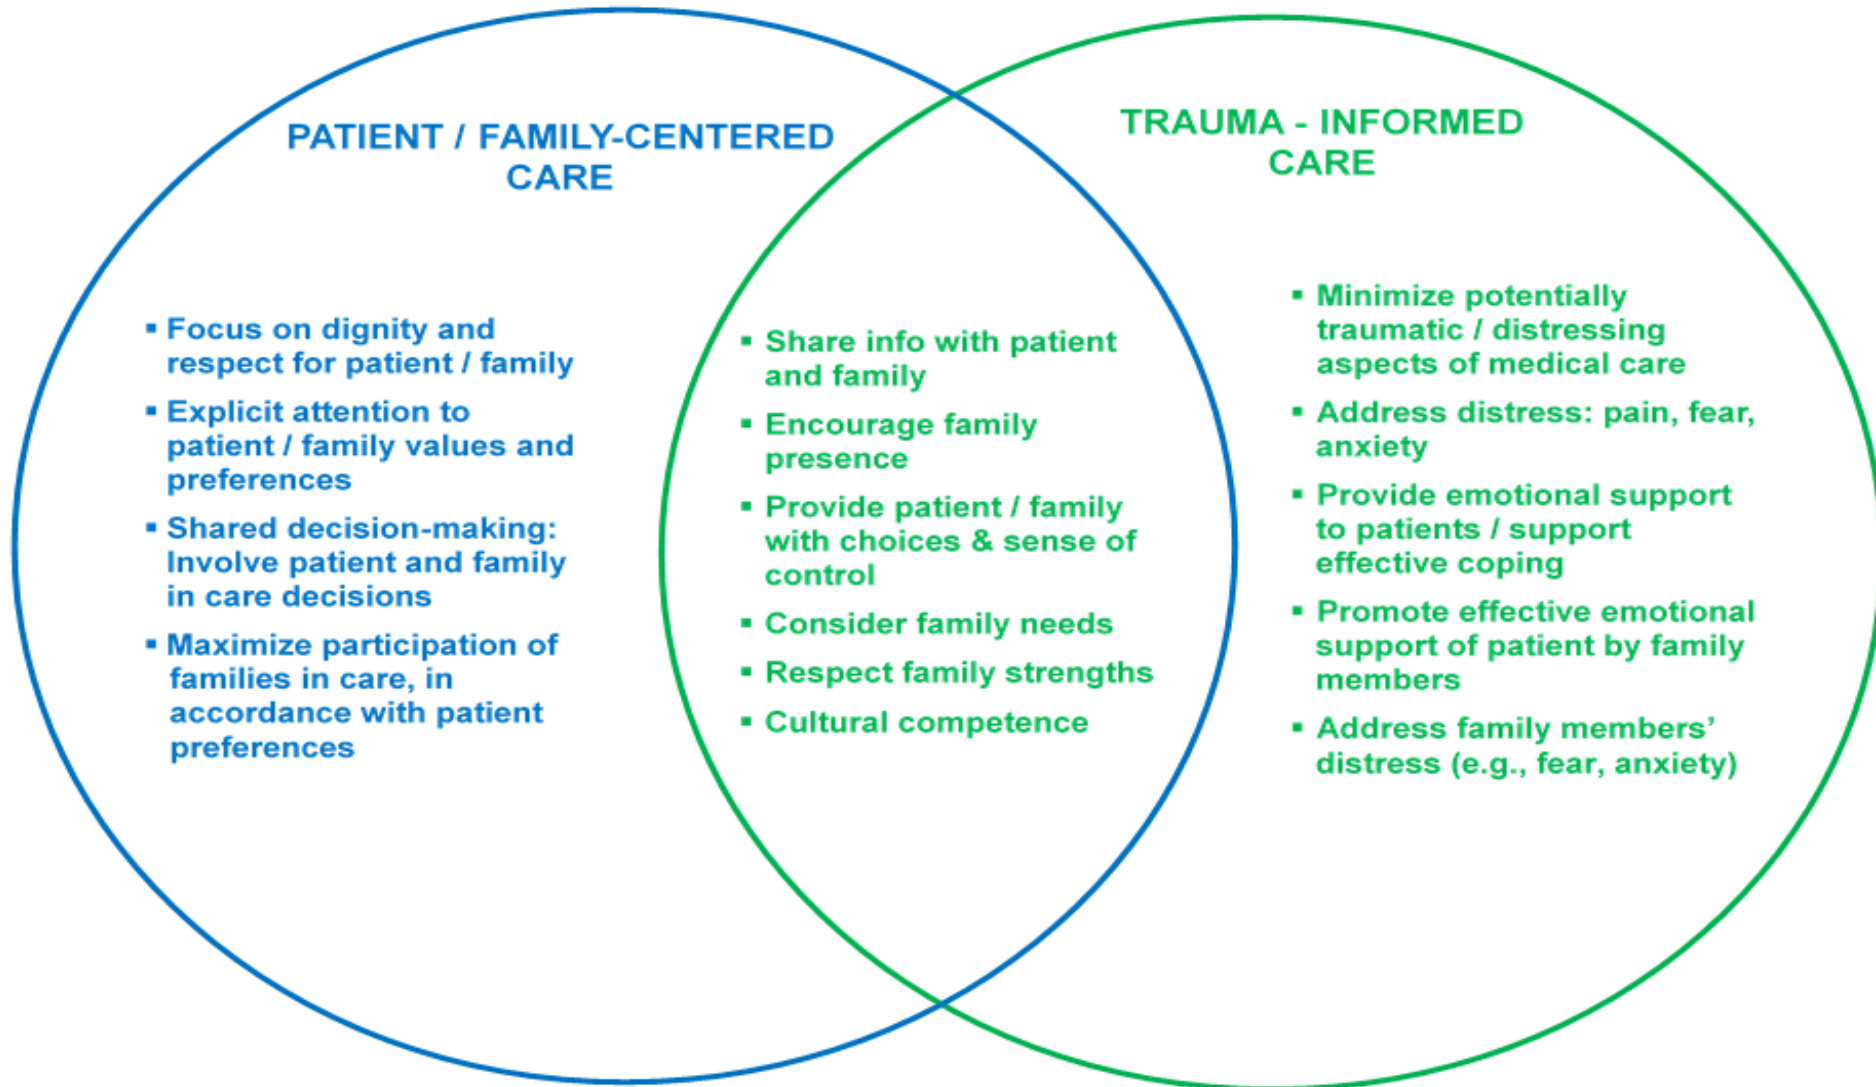 PATIENT / FAMILY-CENTERED
CARE
▪ Focus on dignity and
respect for patient / family
▪ Explicit attention to
patient / family values and
preferences
▪ Shared decision-making:
Involve patient and family
in care decisions
▪ Maximize participation of
families in care, in
accordance with patient
preferences
▪ Share info with patient
and family
▪ Encourage family
presence
▪ Provide patient / family
with choices & sense of
control
▪ Consider family needs
▪ Respect family strengths
▪ Cultural competence
TRAUMA - INFORMED
CARE
▪ Minimize potentially
traumatic / distressing
aspects of medical care
▪ Address distress: pain, fear,
anxiety
▪ Provide emotional support
to patients / support
effective coping
▪ Promote effective emotional
support of patient by family
members
▪ Address family members’
distress (e.g., fear, anxiety)